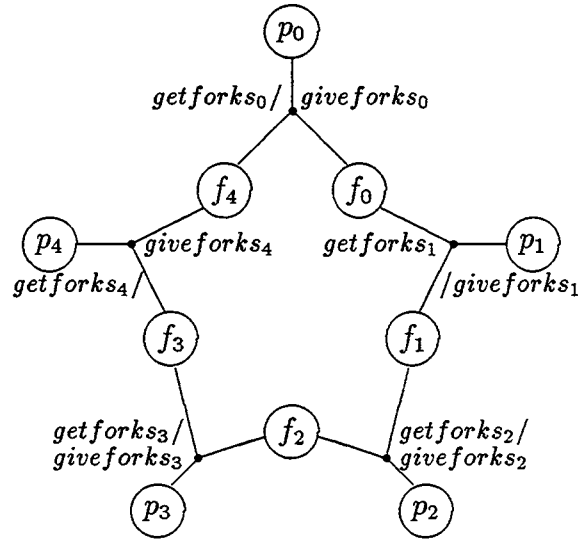 p₀
getforks₀/ giveforks₀
f₄ f₀
p₄ giveforks₄ getforks₁ p₁
getforks₄/ /giveforks₁
f₃ f₁
getforks₃/ f₂ getforks₂/
giveforks₃ giveforks₂
p₃ p₂